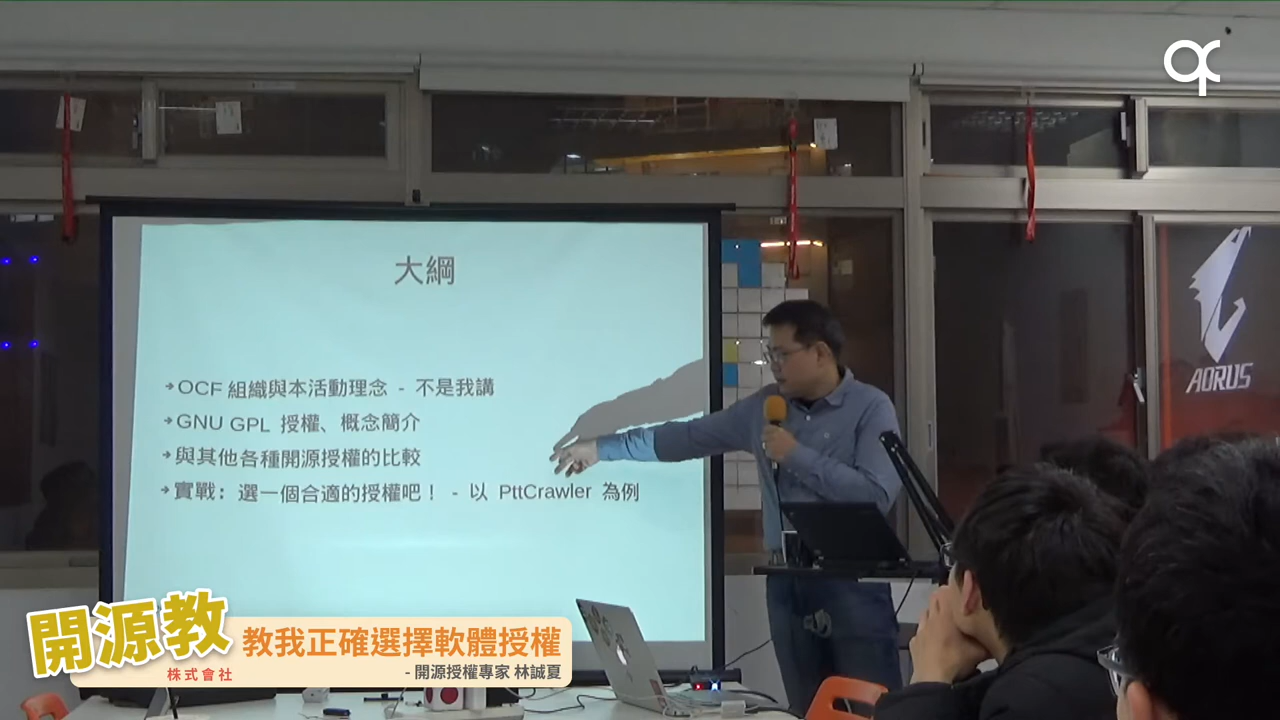 大綱
OCF 組織與本活動理念 - 不是我講
GNU GPL 授權、概念簡介
與其他各種開源授權的比較
實戰：選一個合適的授權吧！ - 以 PttCrawler 為例
AORUS
開源教
株式會社
教我正確選擇軟體授權
- 開源授權專家 林誠夏